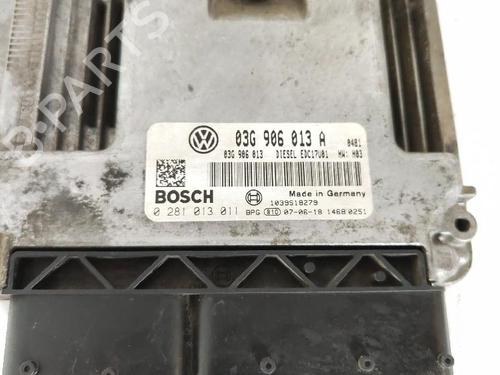 03G 906 013 A 0481
03G 906 013 DIESEL EDC17U01 HW: H03
BOSCH
Made in Germany
1039S18279
0 281 013 011 BPG 810 07-06-18 1468 0251
B-Parts